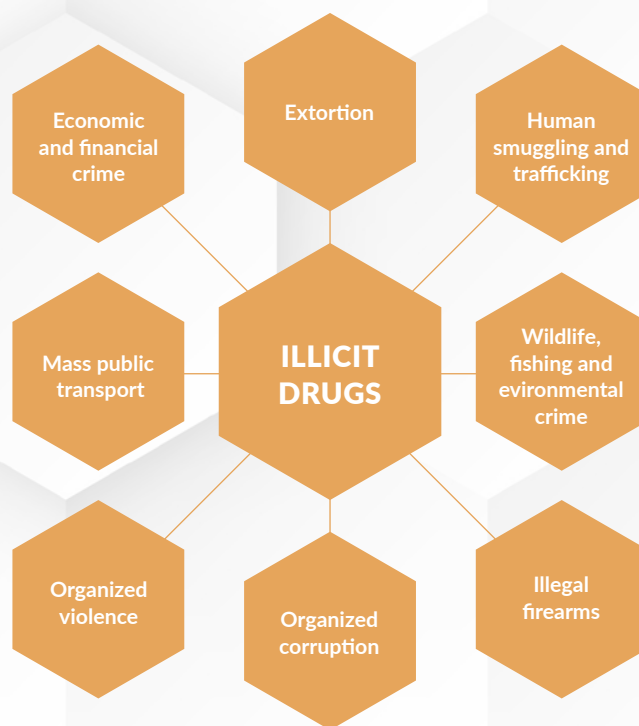 Economic
and financial
crime
Extortion
Human
smuggling and
trafficking
Mass public
transport
ILLICIT
DRUGS
Wildlife,
fishing and
evironmental
crime
Organized
violence
Organized
corruption
Illegal
firearms